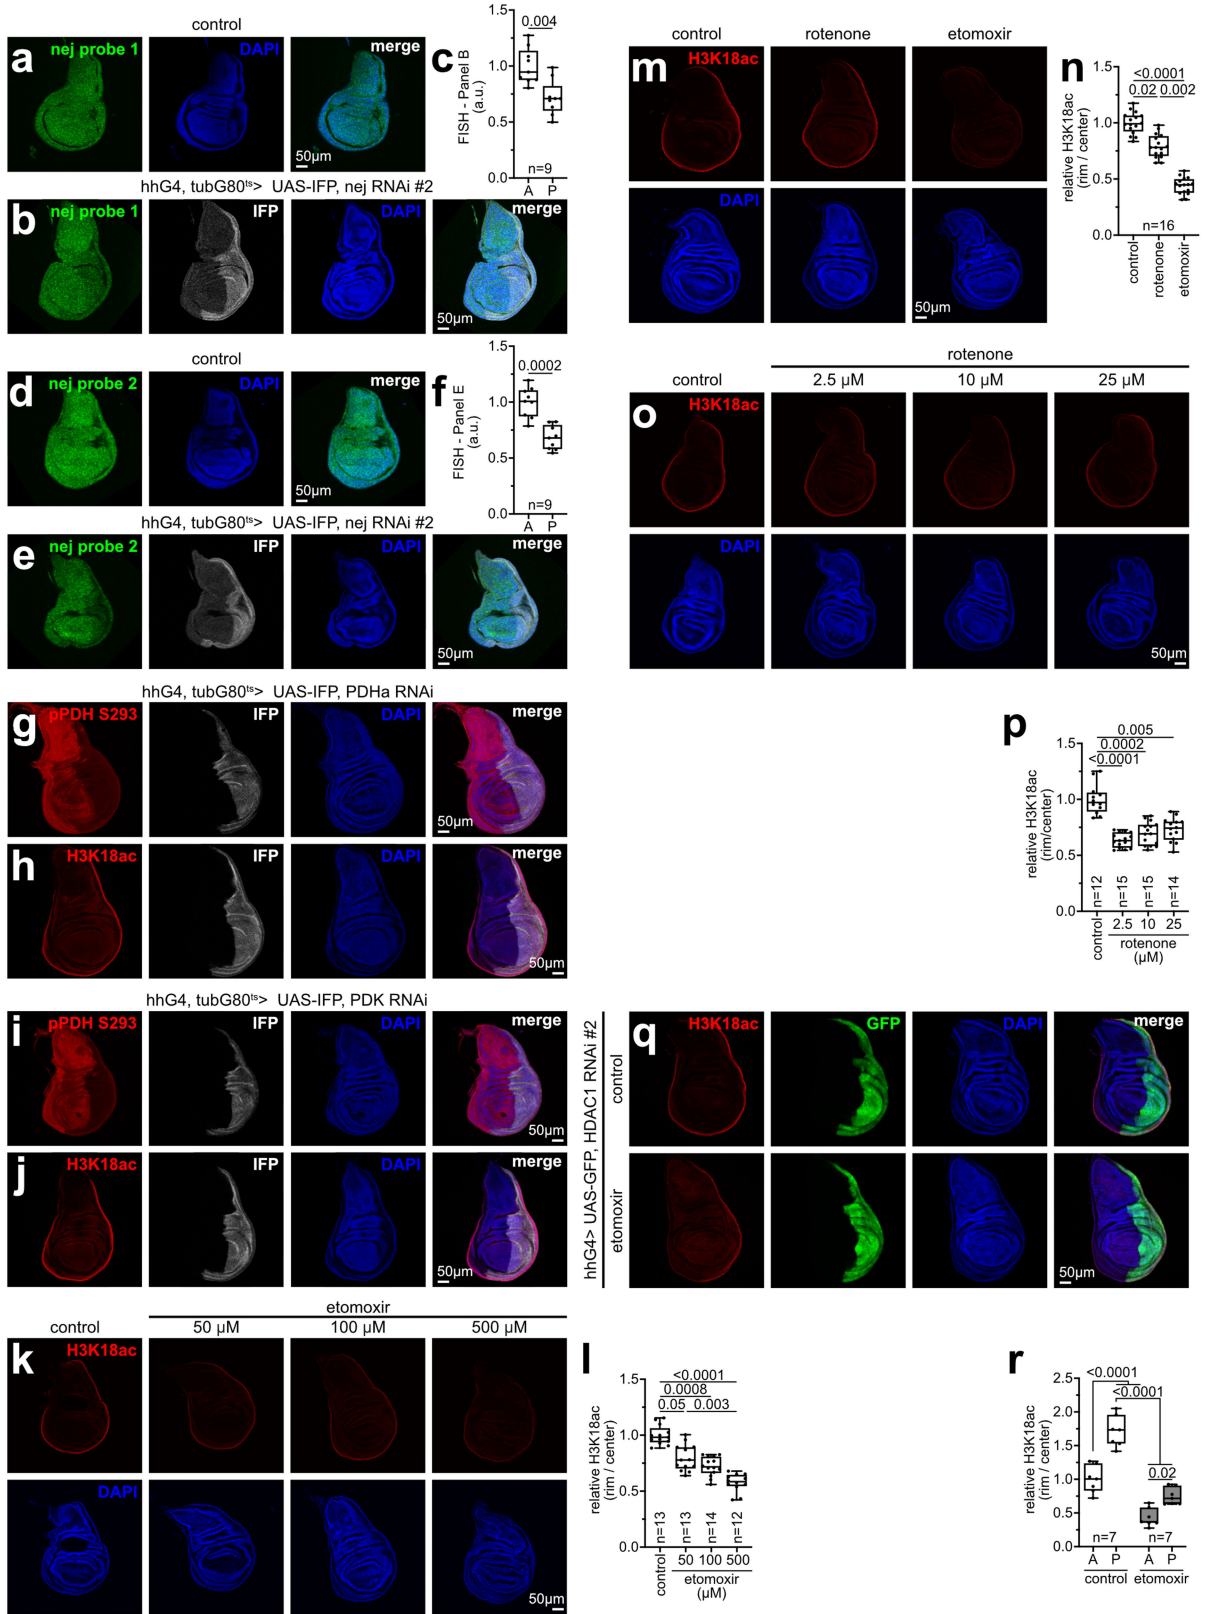 control
a
nej probe 1
DAPI
merge
50µm
c
FISH - Panel B
(a.u.)
1.5
1.0
0.5
0.0
0.004
n=9
A P
hhG4, tubG80ts> UAS-IFP, nej RNAi #2
b
nej probe 1
IFP
DAPI
merge
50µm
control
d
nej probe 2
DAPI
merge
50µm
f
FISH - Panel E
(a.u.)
1.5
1.0
0.5
0.0
0.0002
n=9
A P
hhG4, tubG80ts> UAS-IFP, nej RNAi #2
e
nej probe 2
IFP
DAPI
merge
50µm
hhG4, tubG80ts> UAS-IFP, PDHa RNAi
g
pPDH S293
IFP
DAPI
merge
50µm
h
H3K18ac
IFP
DAPI
merge
50µm
hhG4, tubG80ts> UAS-IFP, PDK RNAi
i
pPDH S293
IFP
DAPI
merge
50µm
j
H3K18ac
IFP
DAPI
merge
50µm
etomoxir
control
50 µM
100 µM
500 µM
k
H3K18ac
DAPI
50µm
l
relative H3K18ac
(rim / center)
1.5
1.0
0.5
0.0
<0.0001
0.0008
0.05
0.003
n=13
n=13
n=14
n=12
control
50 100 500
etomoxir
(µM)
control
rotenone
etomoxir
m
H3K18ac
DAPI
50µm
n
relative H3K18ac
(rim / center)
1.5
1.0
0.5
0.0
<0.0001
0.02
0.002
n=16
control
rotenone
etomoxir
rotenone
control
2.5 µM
10 µM
25 µM
o
H3K18ac
DAPI
50µm
p
relative H3K18ac
(rim/center)
1.5
1.0
0.5
0.0
0.005
0.0002
<0.0001
n=12
n=15
n=15
n=14
control
2.5 10 25
rotenone
(µM)
hhG4> UAS-GFP, HDAC1 RNAi #2
control
etomoxir
q
H3K18ac
GFP
DAPI
merge
50µm
r
relative H3K18ac
(rim / center)
2.5
2.0
1.5
1.0
0.5
0.0
<0.0001
<0.0001
0.02
n=7
n=7
A P A P
control
etomoxir